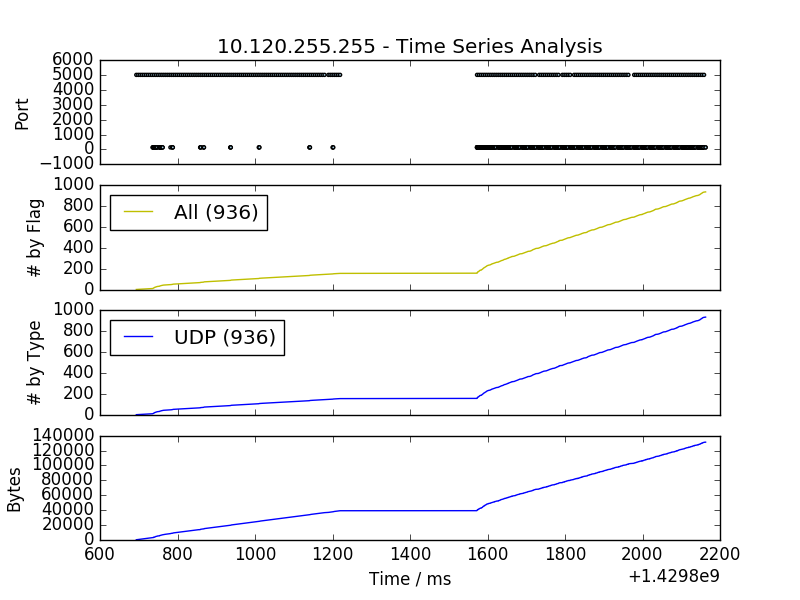 10.120.255.255 - Time Series Analysis
6000
5000
4000
3000
2000
1000
0
−1000
Port
1000
800
600
400
200
0
# by Flag
All (936)
1000
800
600
400
200
0
# by Type
UDP (936)
140000
120000
100000
80000
60000
40000
20000
0
Bytes
600 800 1000 1200 1400 1600 1800 2000 2200
Time / ms
+1.4298e9